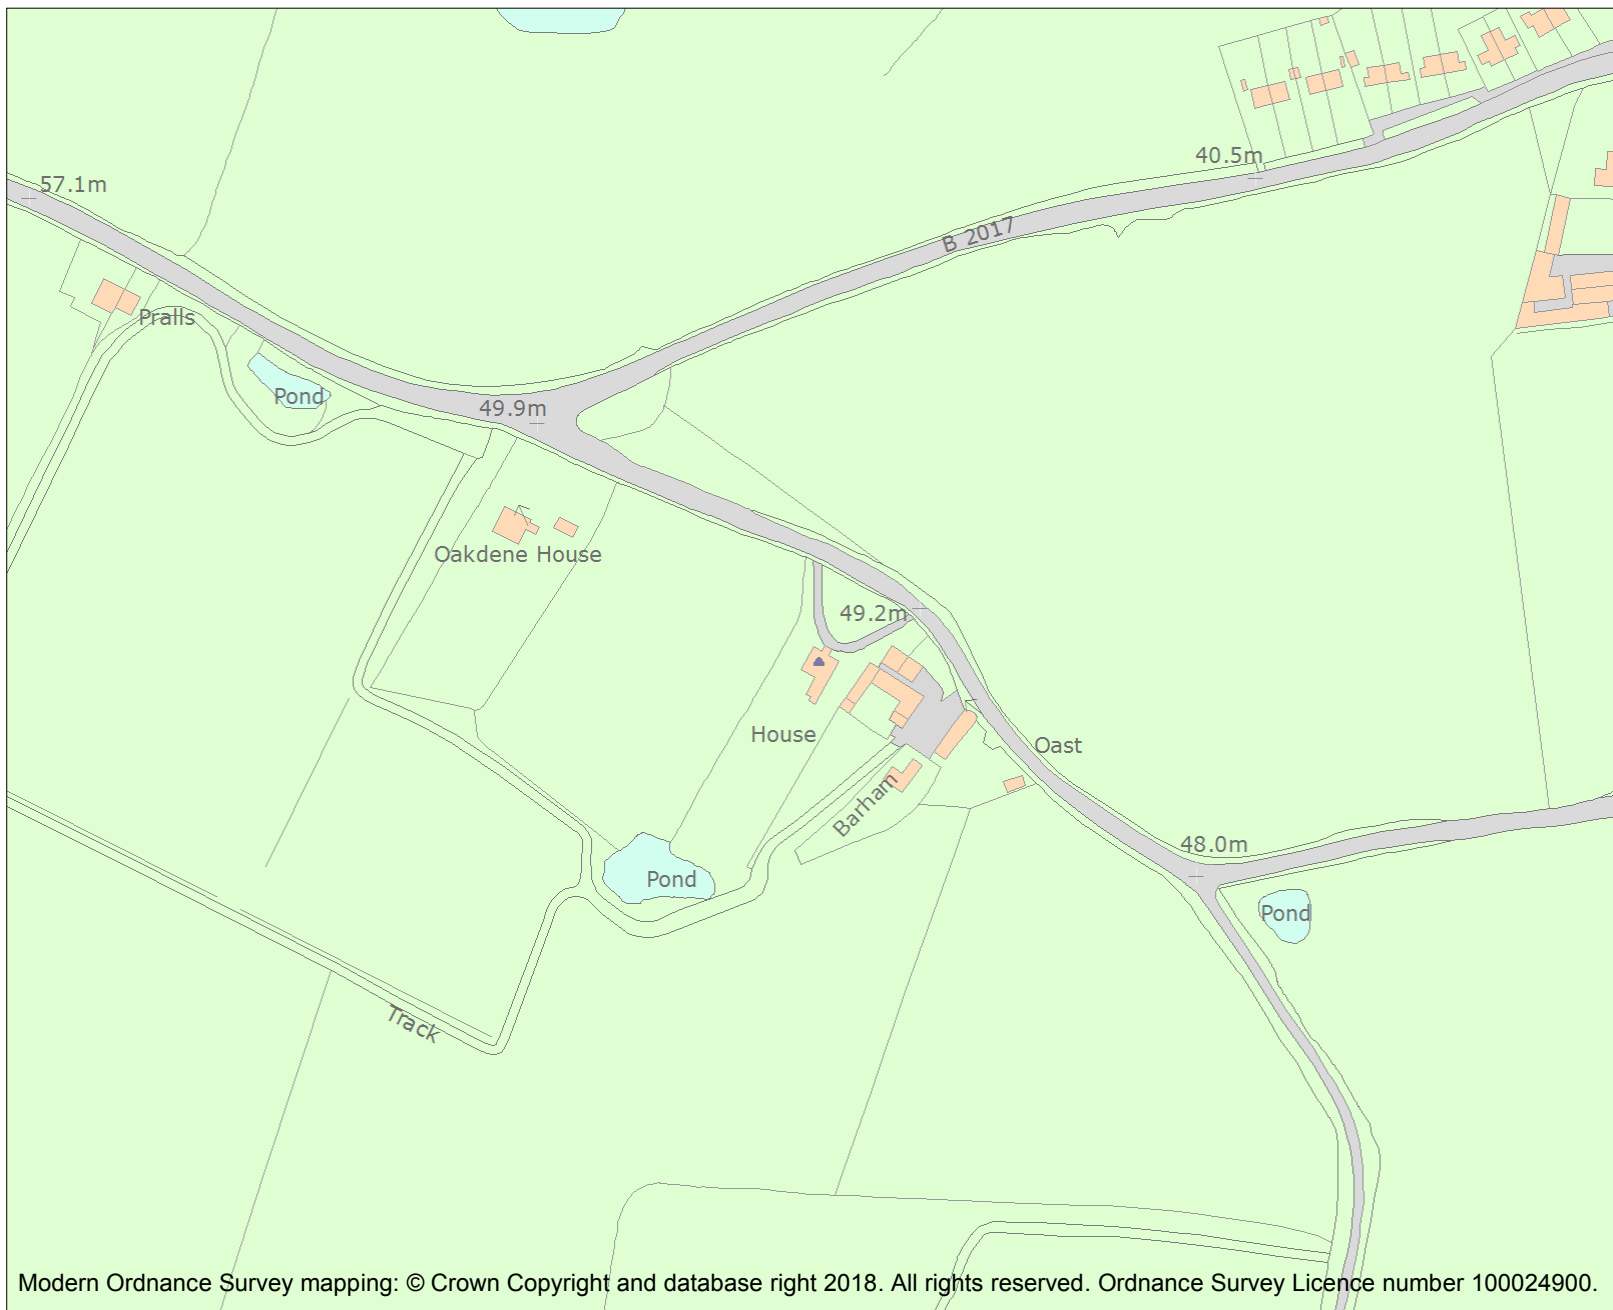 40.5m
57.1m
B 2017
Pralls
Pond
49.9m
Oakdene House
49.2m
House
Oast
Barham
48.0m
Pond
Pond
Track
Modern Ordnance Survey mapping: © Crown Copyright and database right 2018. All rights reserved. Ordnance Survey Licence number 100024900.